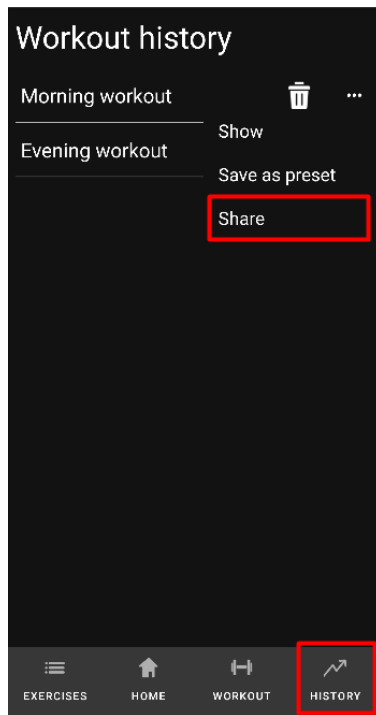 Workout history
Morning workout
...
Show
Evening workout
Save as preset
Share
EXERCISES HOME WORKOUT HISTORY